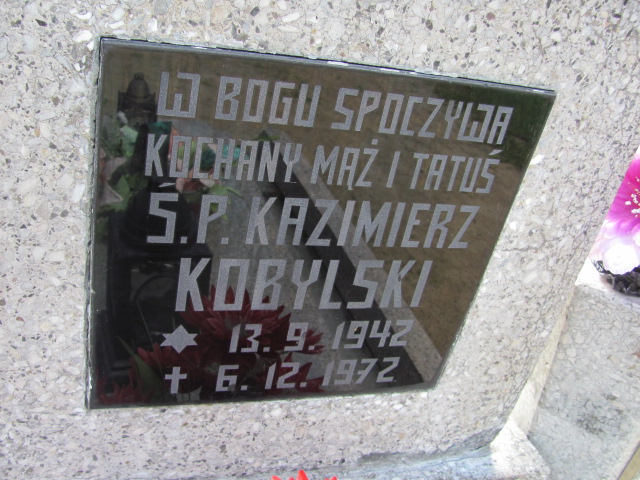 W BOGU SPOCZYWA
KOCHANY MĄŻ I TATUŚ
Ś.P. KAZIMIERZ
KOBYLSKI
✶ 13. 9. 1942
✝ 6. 12. 1972